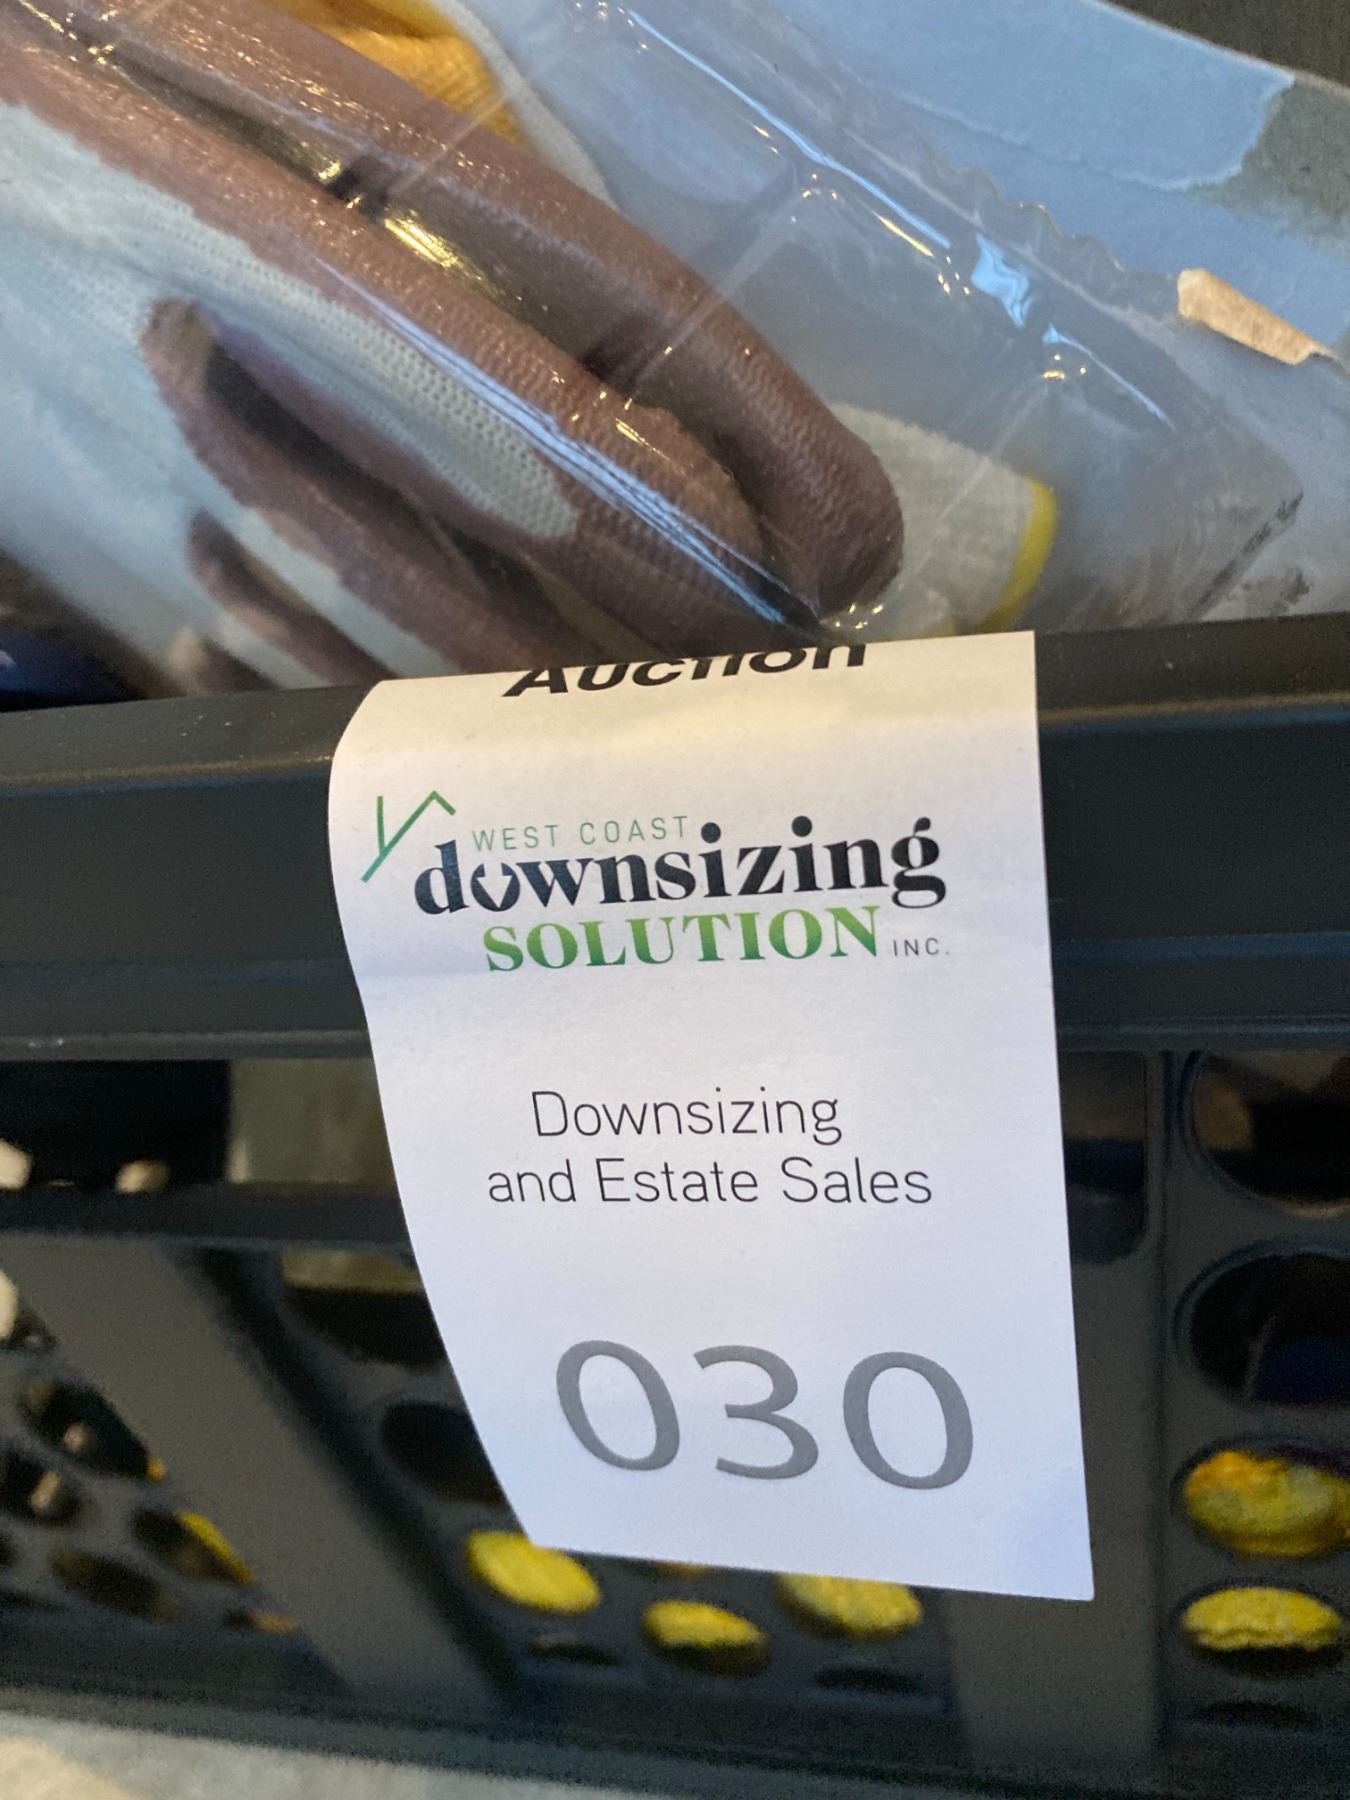 Auction
WEST COAST
downsizing
SOLUTION INC.
Downsizing
and Estate Sales
030